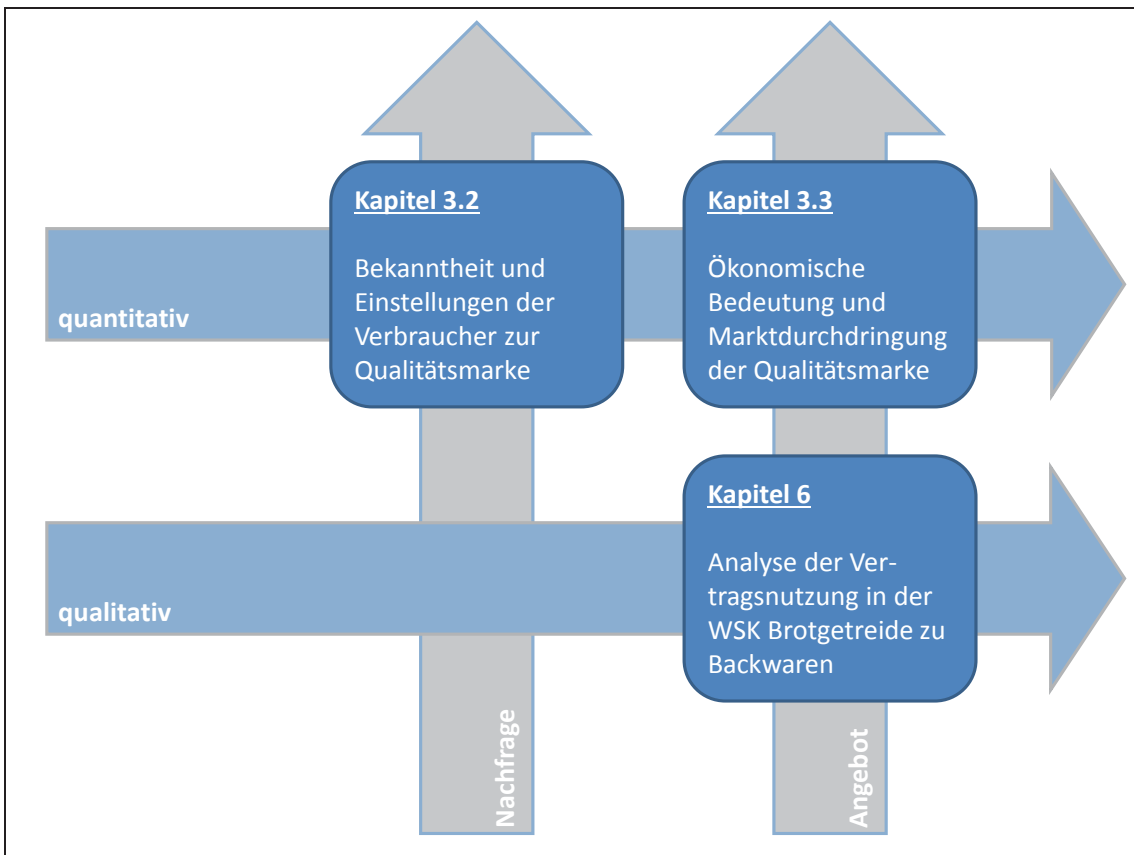 Kapitel 3.2
Bekanntheit und
Einstellungen der
Verbraucher zur
Qualitätsmarke
Kapitel 3.3
Ökonomische
Bedeutung und
Marktdurchdringung
der Qualitätsmarke
quantitativ
Kapitel 6
Analyse der Ver-
tragsnutzung in der
WSK Brotgetreide zu
Backwaren
qualitativ
Nachfrage
Angebot